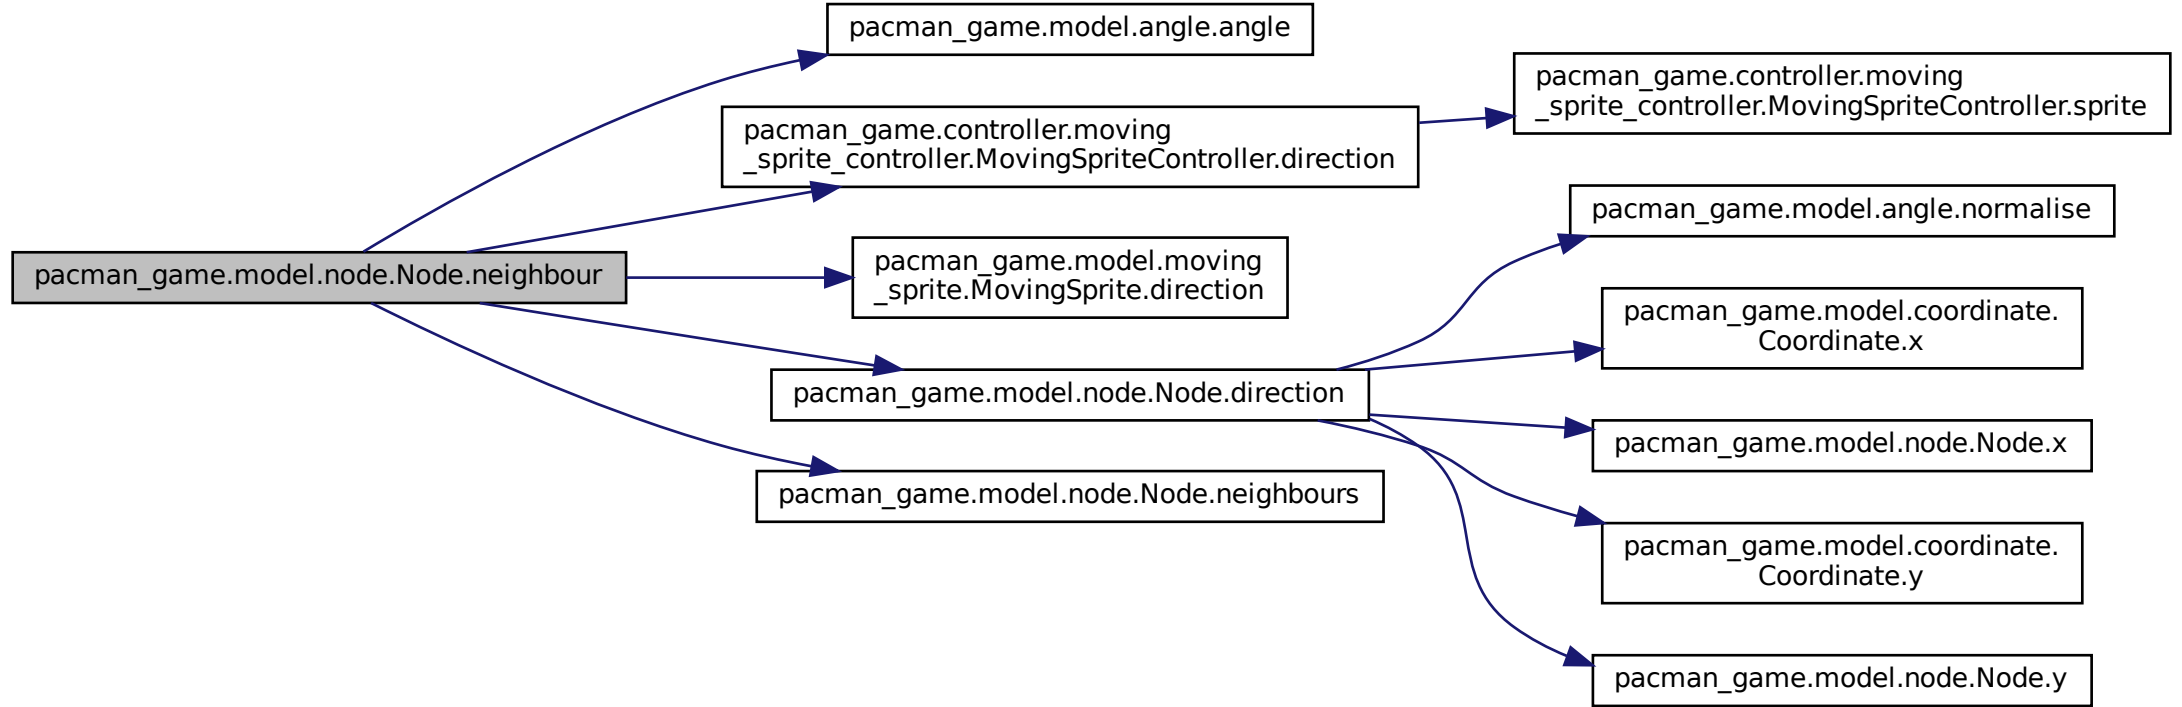 pacman_game.model.node.Node.neighbour
pacman_game.model.angle.angle
pacman_game.controller.moving
_sprite_controller.MovingSpriteController.direction
pacman_game.model.moving
_sprite.MovingSprite.direction
pacman_game.model.node.Node.direction
pacman_game.model.node.Node.neighbours
pacman_game.controller.moving
_sprite_controller.MovingSpriteController.sprite
pacman_game.model.angle.normalise
pacman_game.model.coordinate.
Coordinate.x
pacman_game.model.node.Node.x
pacman_game.model.coordinate.
Coordinate.y
pacman_game.model.node.Node.y